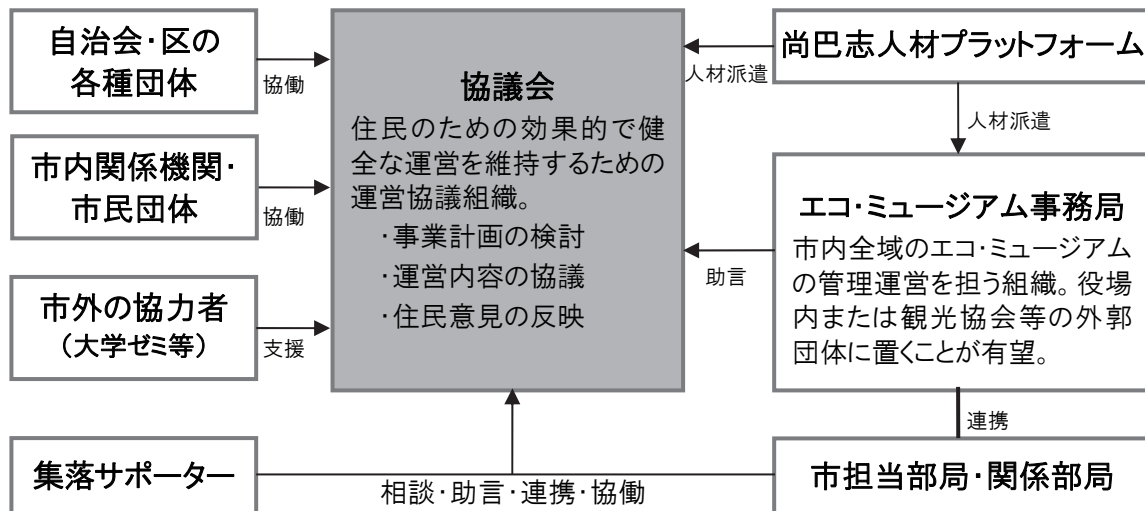 自治会・区の
各種団体
協働
市内関係機関・
市民団体
協働
市外の協力者
（大学ゼミ等）
支援
集落サポーター
協議会
住民のための効果的で健
全な運営を維持するための
運営協議組織。
・事業計画の検討
・運営内容の協議
・住民意見の反映
相談・助言・連携・協働
尚巴志人材プラットフォーム
人材派遣
人材派遣
エコ・ミュージアム事務局
市内全域のエコ・ミュージアム
の管理運営を担う組織。役場
内または観光協会等の外郭
団体に置くことが有望。
助言
連携
市担当部局・関係部局